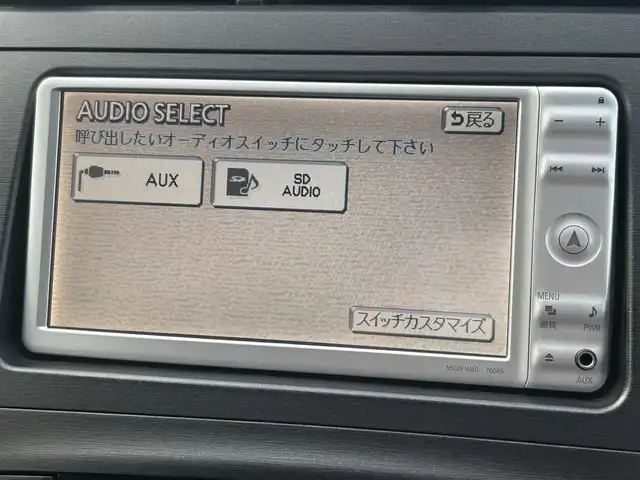 AUDIO SELECT
戻る
呼び出したいオーディオスイッチにタッチして下さい
AUX
SD AUDIO
スイッチカスタマイズ
MENU
画質
PWR
AUX